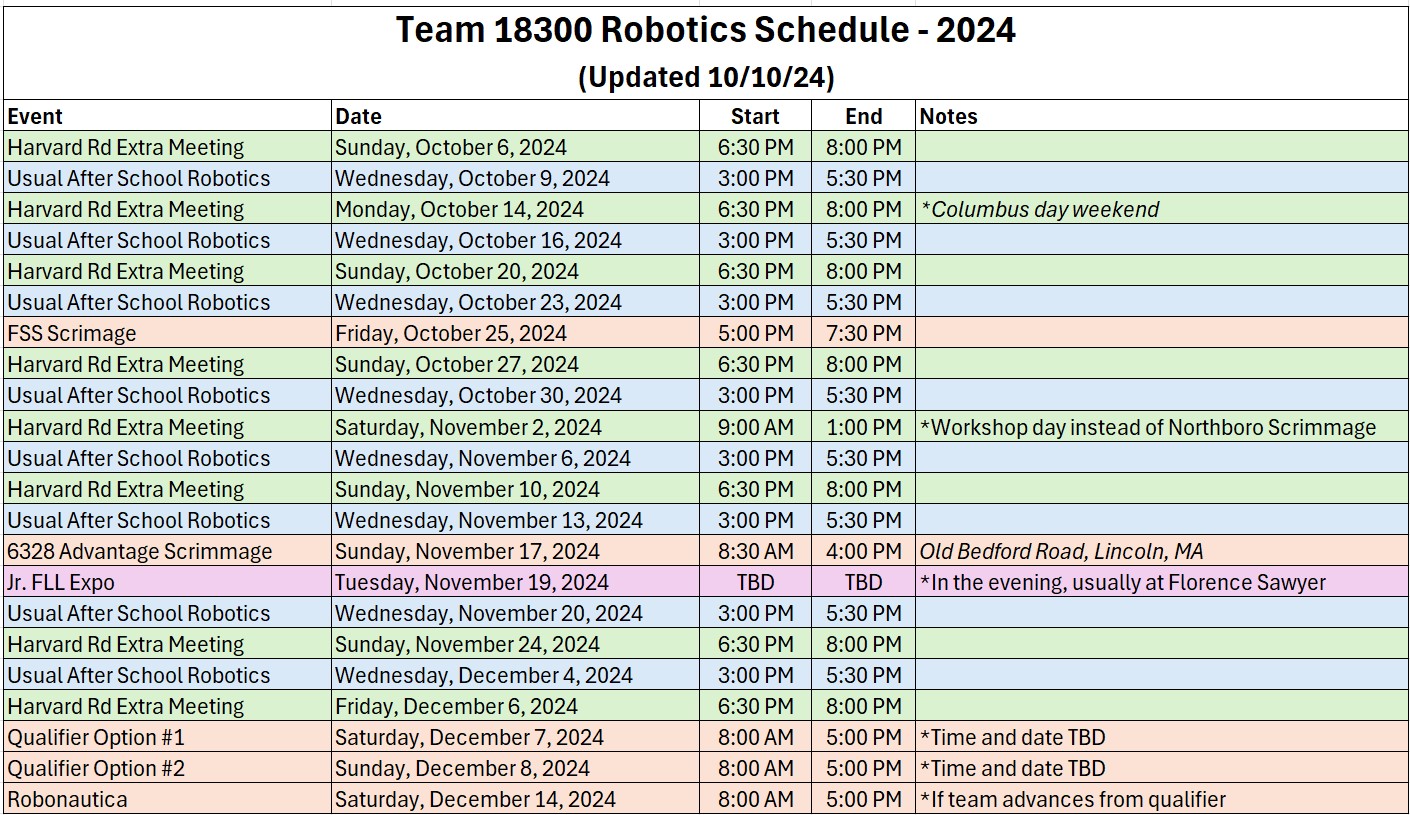 Team 18300 Robotics Schedule - 2024
(Updated 10/10/24)
Event Date Start End Notes
Harvard Rd Extra Meeting Sunday, October 6, 2024 6:30 PM 8:00 PM
Usual After School Robotics Wednesday, October 9, 2024 3:00 PM 5:30 PM
Harvard Rd Extra Meeting Monday, October 14, 2024 6:30 PM 8:00 PM *Columbus day weekend
Usual After School Robotics Wednesday, October 16, 2024 3:00 PM 5:30 PM
Harvard Rd Extra Meeting Sunday, October 20, 2024 6:30 PM 8:00 PM
Usual After School Robotics Wednesday, October 23, 2024 3:00 PM 5:30 PM
FSS Scrimage Friday, October 25, 2024 5:00 PM 7:30 PM
Harvard Rd Extra Meeting Sunday, October 27, 2024 6:30 PM 8:00 PM
Usual After School Robotics Wednesday, October 30, 2024 3:00 PM 5:30 PM
Harvard Rd Extra Meeting Saturday, November 2, 2024 9:00 AM 1:00 PM *Workshop day instead of Northboro Scrimmage
Usual After School Robotics Wednesday, November 6, 2024 3:00 PM 5:30 PM
Harvard Rd Extra Meeting Sunday, November 10, 2024 6:30 PM 8:00 PM
Usual After School Robotics Wednesday, November 13, 2024 3:00 PM 5:30 PM
6328 Advantage Scrimmage Sunday, November 17, 2024 8:30 AM 4:00 PM Old Bedford Road, Lincoln, MA
Jr. FLL Expo Tuesday, November 19, 2024 TBD TBD *In the evening, usually at Florence Sawyer
Usual After School Robotics Wednesday, November 20, 2024 3:00 PM 5:30 PM
Harvard Rd Extra Meeting Sunday, November 24, 2024 6:30 PM 8:00 PM
Usual After School Robotics Wednesday, December 4, 2024 3:00 PM 5:30 PM
Harvard Rd Extra Meeting Friday, December 6, 2024 6:30 PM 8:00 PM
Qualifier Option #1 Saturday, December 7, 2024 8:00 AM 5:00 PM *Time and date TBD
Qualifier Option #2 Sunday, December 8, 2024 8:00 AM 5:00 PM *Time and date TBD
Robonautica Saturday, December 14, 2024 8:00 AM 5:00 PM *If team advances from qualifier